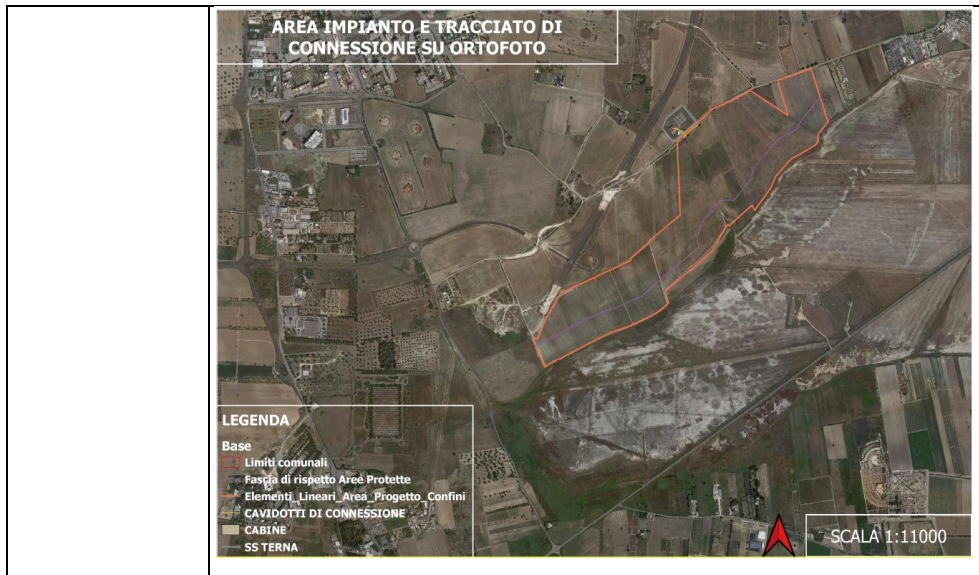 AREA IMPIANTO E TRACCIATO DI
CONNESSIONE SU ORTOFOTO
LEGENDA
Base
Limiti comunali
Fascia di rispetto Aree Protette
Elementi_Lineari_Area_Progetto_Confini
CAVIDOTTI DI CONNESSIONE
CABINE
SS TERNA
SCALA 1:11000